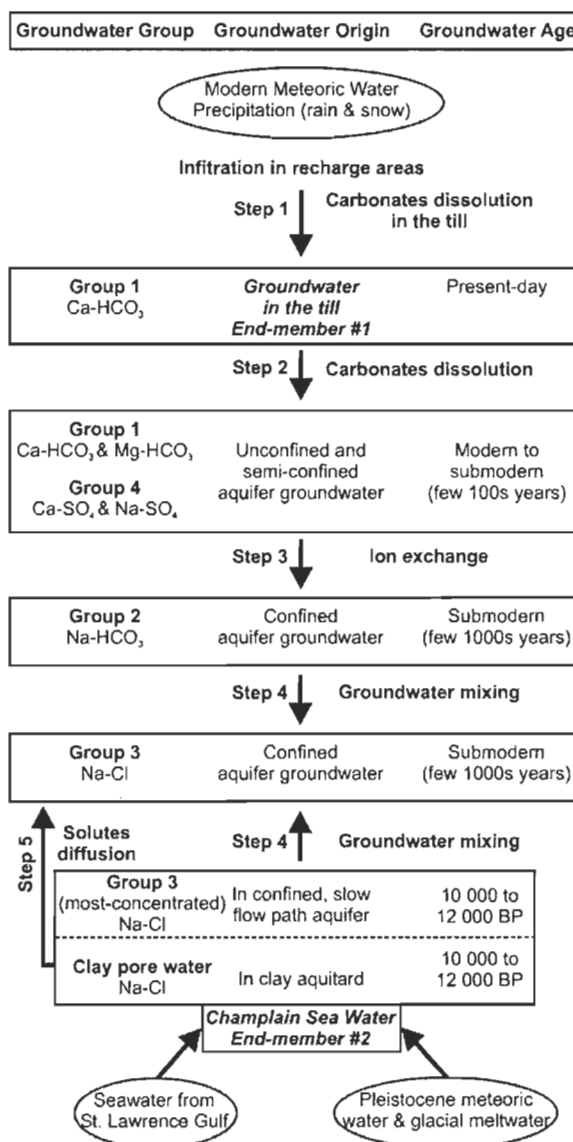 Groundwater Group Groundwater Origin Groundwater Age
Modern Meteoric Water
Precipitation (rain & snow)
Infitration in recharge areas
Step 1 Carbonates dissolution
in the till
Group 1 Groundwater Present-day
Ca-HCO₃ in the till
End-member #1
Step 2 Carbonates dissolution
Group 1
Ca-HCO₃ & Mg-HCO₃ Unconfined and Modern to
semi-confined submodern
Group 4 aquifer groundwater (few 100s years)
Ca-SO₄ & Na-SO₄
Step 3 Ion exchange
Group 2 Confined Submodern
Na-HCO₃ aquifer groundwater (few 1000s years)
Step 4 Groundwater mixing
Group 3 Confined Submodern
Na-Cl aquifer groundwater (few 1000s years)
Step 5 Solutes Step 4 Groundwater mixing
diffusion
Group 3 In confined, slow 10 000 to
(most-concentrated) flow path aquifer 12 000 BP
Na-Cl
Clay pore water 10 000 to
Na-Cl In clay aquitard 12 000 BP
Champlain Sea Water
End-member #2
Seawater from Pleistocene meteoric
St. Lawrence Gulf water & glacial meltwater